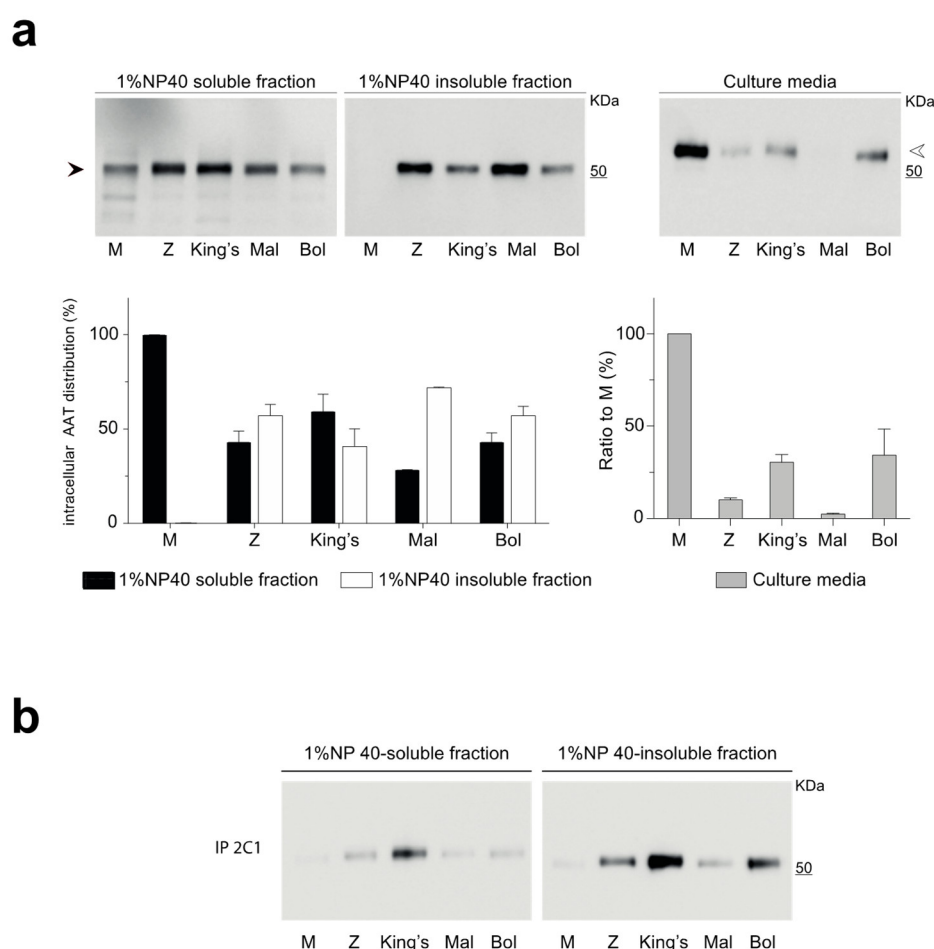 a
1%NP40 soluble fraction 1%NP40 insoluble fraction Culture media
KDa KDa
50 50
M Z King's Mal Bol M Z King's Mal Bol M Z King's Mal Bol
intracellular AAT distribution (%)
100
50
0
M Z King's Mal Bol
1%NP40 soluble fraction 1%NP40 insoluble fraction
Ratio to M (%)
100
50
0
M Z King's Mal Bol
Culture media
b
1%NP 40-soluble fraction 1%NP 40-insoluble fraction
KDa
IP 2C1
50
M Z King's Mal Bol M Z King's Mal Bol